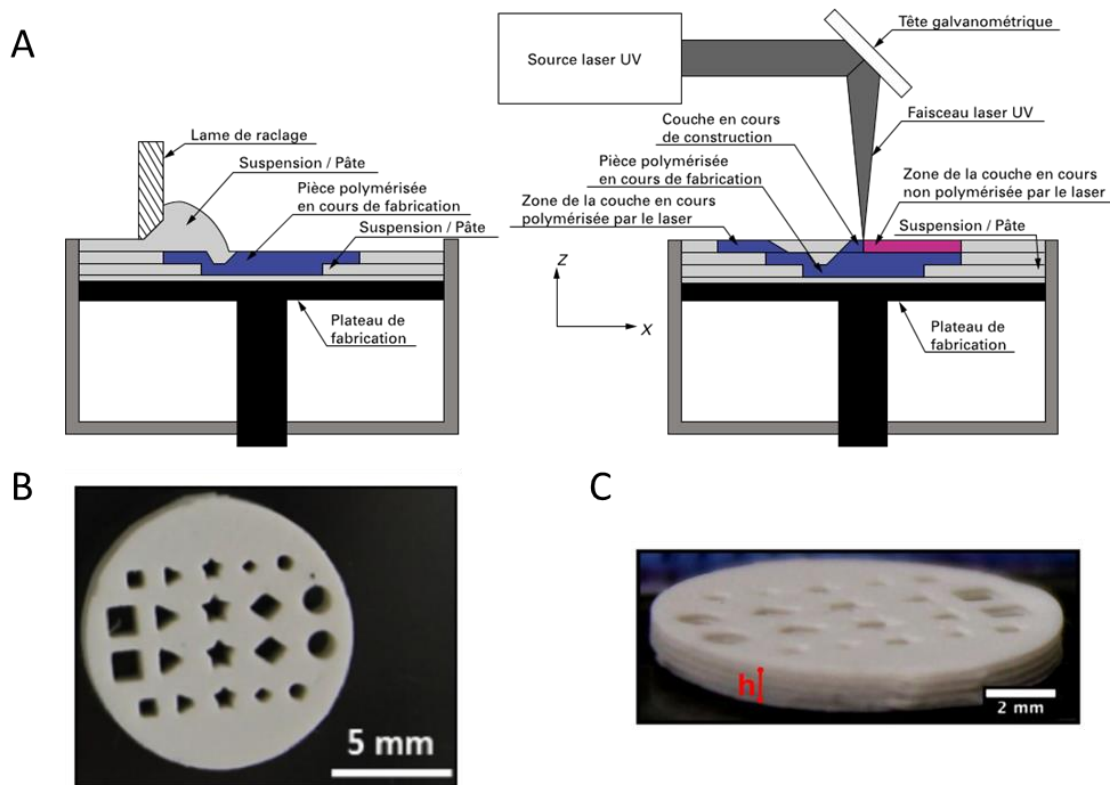 A
Lame de raclage
Suspension / Pâte
Pièce polymérisée
en cours de fabrication
Suspension / Pâte
Plateau de
fabrication
Source laser UV
Tête galvanométrique
Faisceau laser UV
Couche en cours
de construction
Pièce polymérisée
en cours de fabrication
Zone de la couche en cours
polymérisée par le laser
Zone de la couche en cours
non polymérisée par le laser
Suspension / Pâte
Z
X
Plateau de
fabrication
B
5 mm
C
h
2 mm